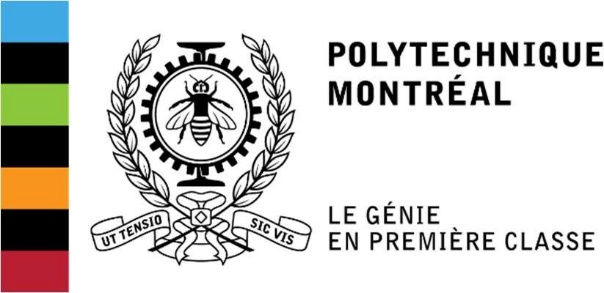 POLYTECHNIQUE
MONTRÉAL
UT TENSIO SIC VIS
LE GÉNIE
EN PREMIÈRE CLASSE